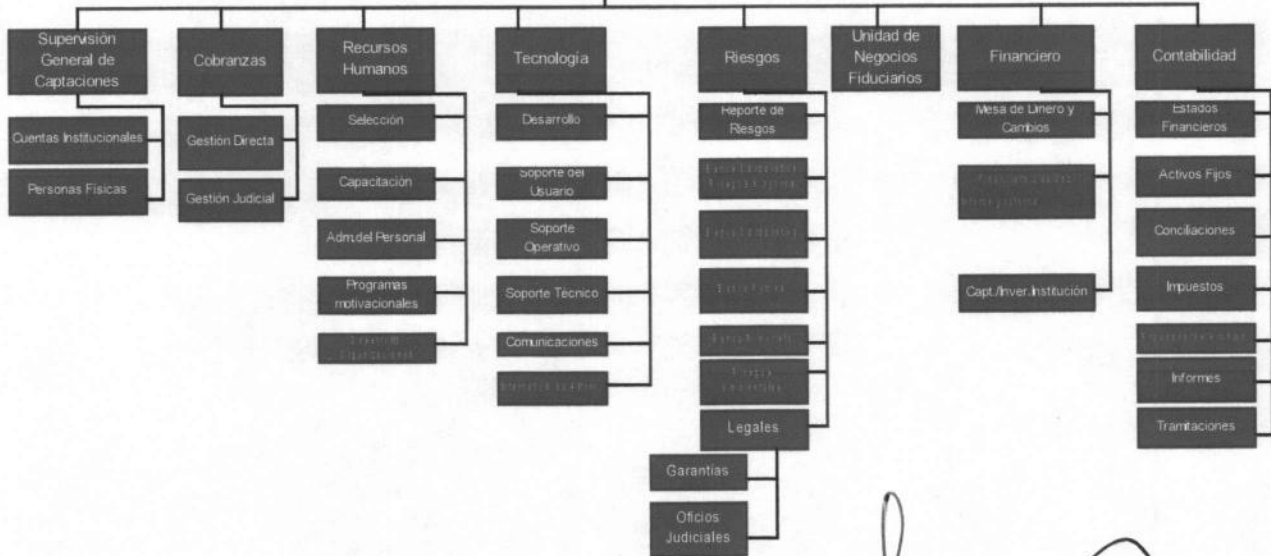 Supervisión
General de
Captaciones
Cuentas Institucionales
Personas Físicas
Cobranzas
Gestión Directa
Gestión Judicial
Recursos
Humanos
Selección
Capacitación
Adm.del Personal
Programas
motivacionales
Tecnología
Desarrollo
Soporte del
Usuario
Soporte
Operativo
Soporte Técnico
Comunicaciones
Riesgos
Reporte de
Riesgos
Legales
Garantías
Oficios
Judiciales
Unidad de
Negocios
Fiduciarios
Financiero
Mesa de Dinero y
Cambios
Capt./Inver.Institución
Contabilidad
Estados
Financieros
Activos Fijos
Conciliaciones
Impuestos
Informes
Tramitaciones